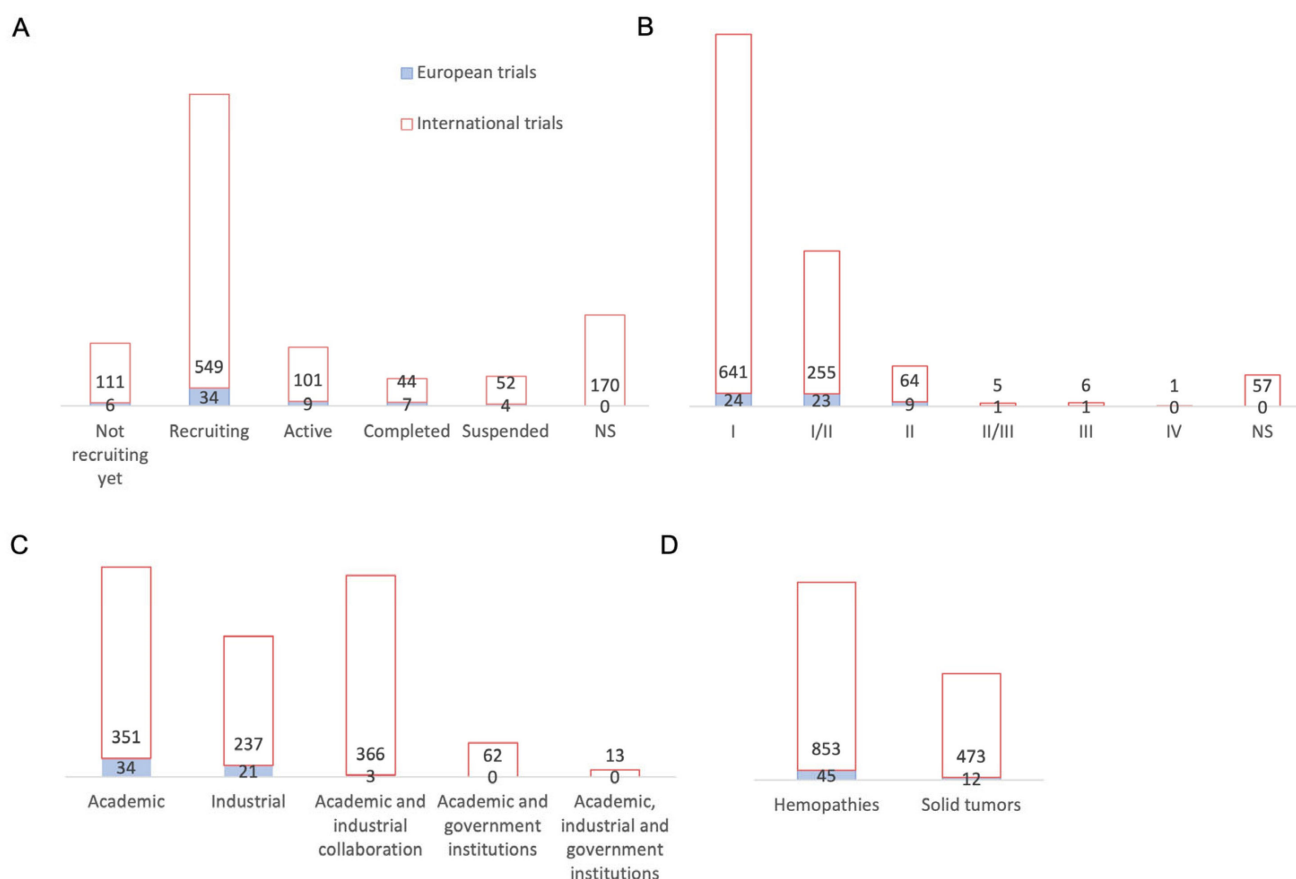 A
European trials
International trials
111
549
101
44
52
170
6
34
9
7
4
0
Not
recruiting
yet
Recruiting
Active
Completed
Suspended
NS
B
641
255
64
5
6
1
57
24
23
9
1
1
0
0
I
I/II
II
II/III
III
IV
NS
C
351
237
366
62
13
34
21
3
0
0
Academic
Industrial
Academic and
industrial
collaboration
Academic and
government
institutions
Academic,
industrial and
government
institutions
D
853
473
45
12
Hemopathies
Solid tumors